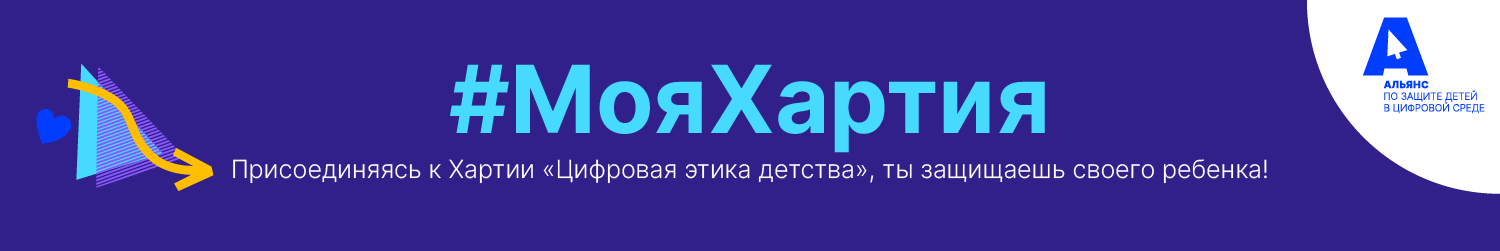 #МояХартия
Присоединяясь к Хартии «Цифровая этика детства», ты защищаешь своего ребенка!
АЛЬЯНС
ПО ЗАЩИТЕ ДЕТЕЙ
В ЦИФРОВОЙ СРЕДЕ